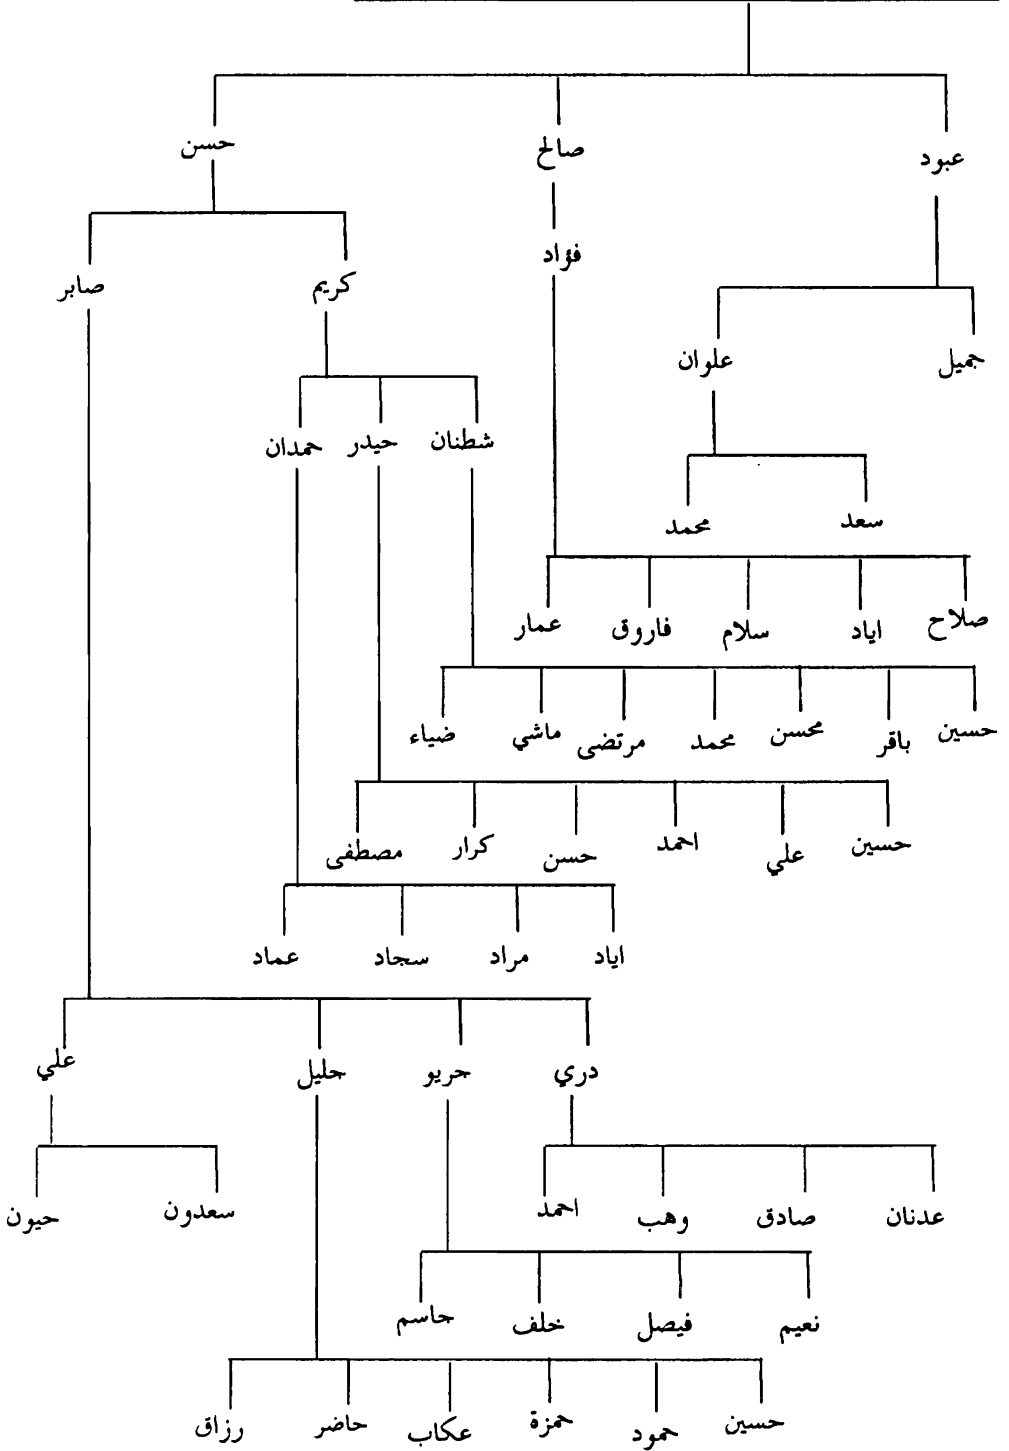 عبود صالح حسن
فؤاد
كريم صابر
جميل علوان
شطنان حيدر حمدان
سعد محمد
صلاح اياد سلام فاروق عمار
حسين باقر محسن محمد مرتضى ماشي ضياء
حسين علي احمد حسن كرار مصطفى
اياد مراد سجاد عماد
دري حريو حليل علي
عدنان صادق وهب احمد سعدون حيون
نعيم فيصل خلف حاسم
حسين حمود حمزة عكاب حاضر رزاق